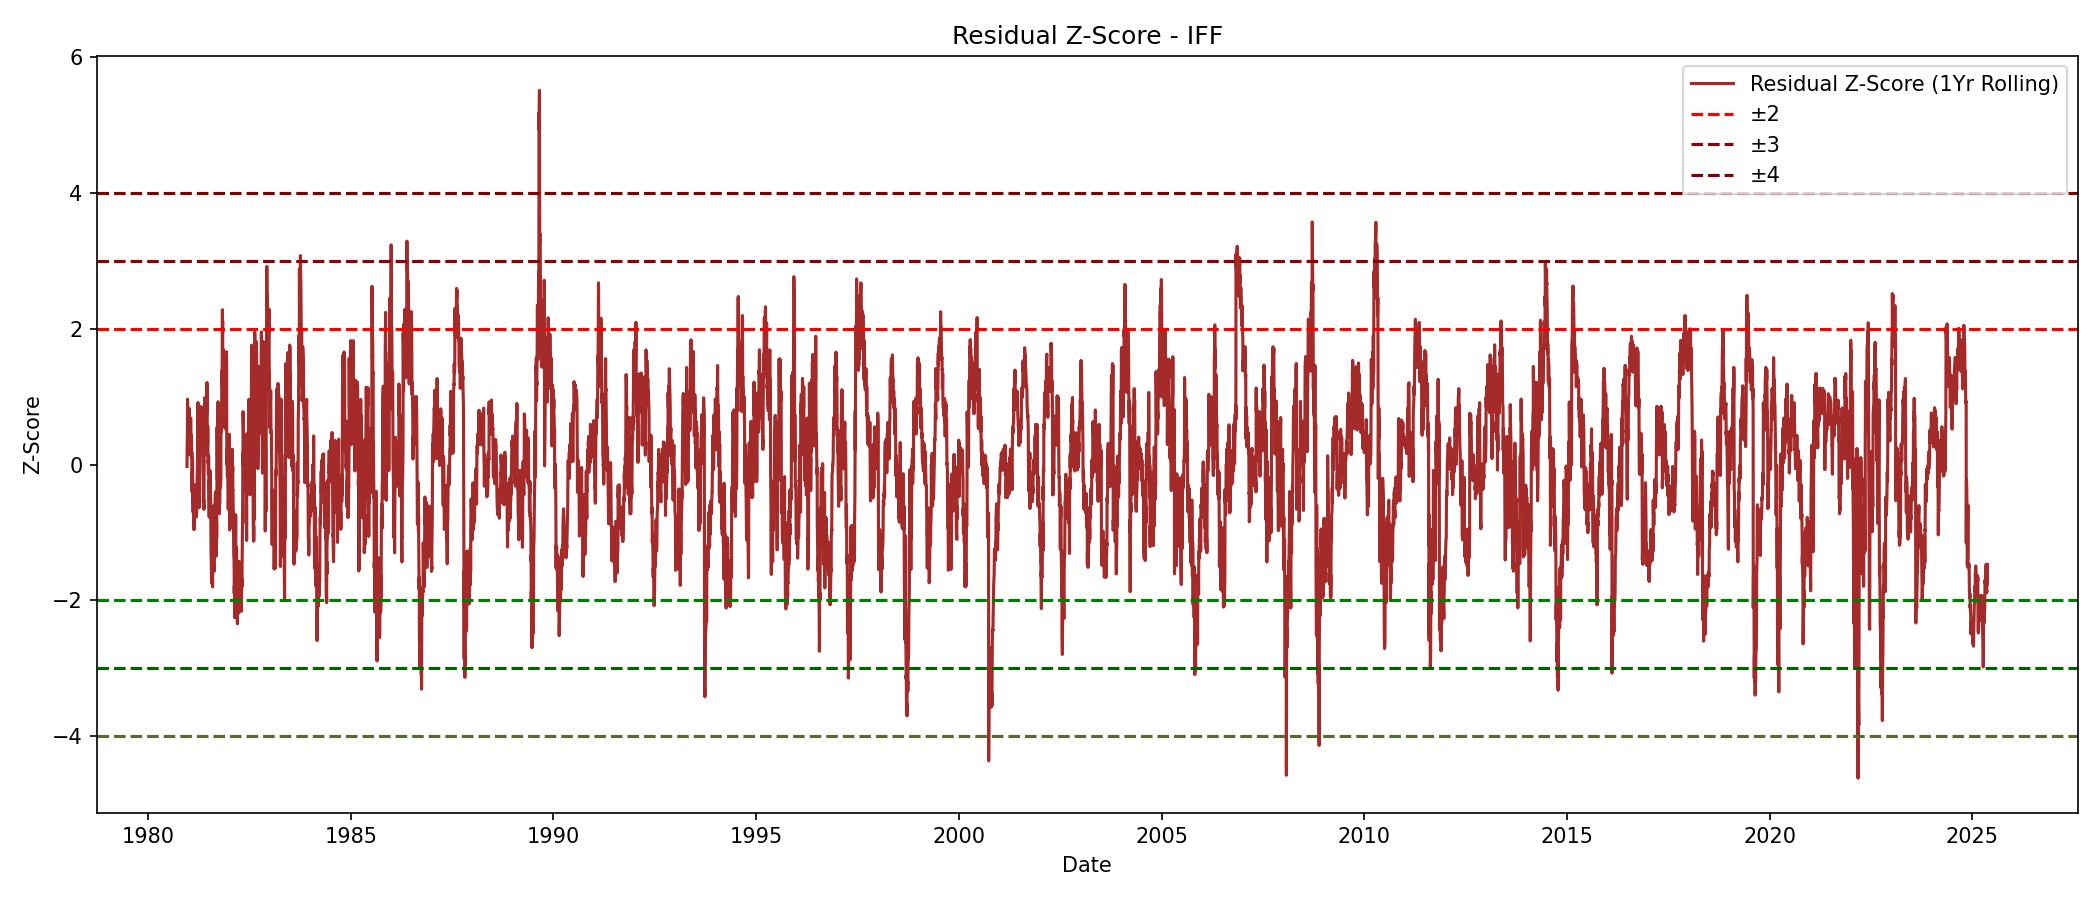 Residual Z-Score - IFF
6
4
2
0
−2
−4
Z-Score
Residual Z-Score (1Yr Rolling)
±2
±3
±4
1980 1985 1990 1995 2000 2005 2010 2015 2020 2025
Date